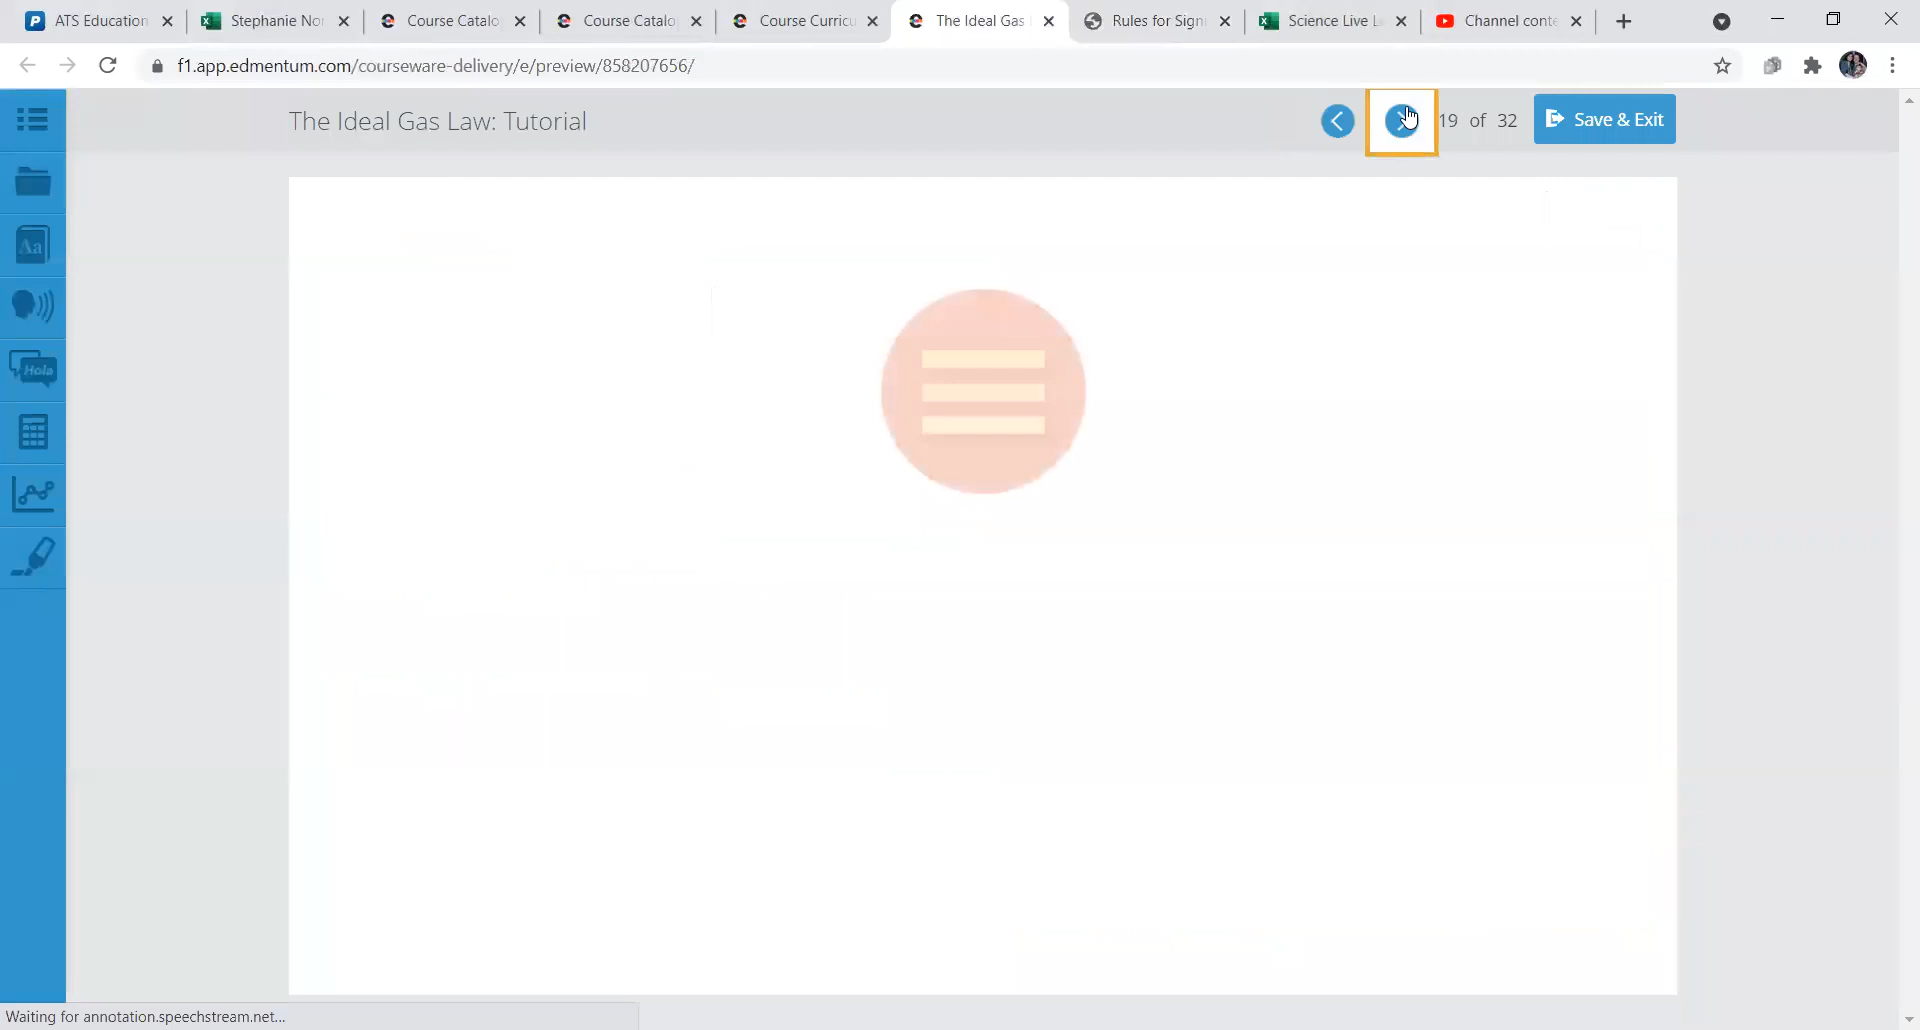 ATS Education
Stephanie Nor
Course Catalo
Course Catalo
Course Curricu
The Ideal Gas
Rules for Sign
Science Live L
Channel conte
f1.app.edmentum.com/courseware-delivery/e/preview/858207656/
The Ideal Gas Law: Tutorial
19 of 32
Save & Exit
Aa
Hola
Waiting for annotation.speechstream.net...